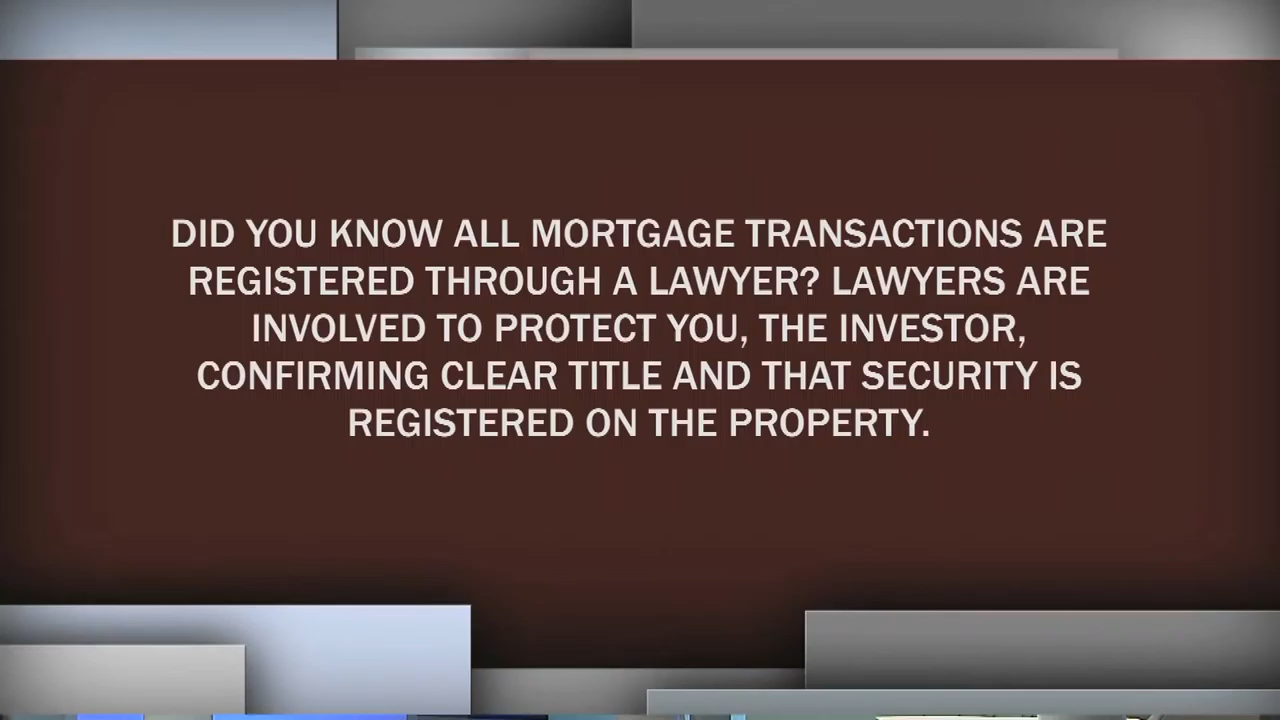 DID YOU KNOW ALL MORTGAGE TRANSACTIONS ARE
REGISTERED THROUGH A LAWYER? LAWYERS ARE
INVOLVED TO PROTECT YOU, THE INVESTOR,
CONFIRMING CLEAR TITLE AND THAT SECURITY IS
REGISTERED ON THE PROPERTY.